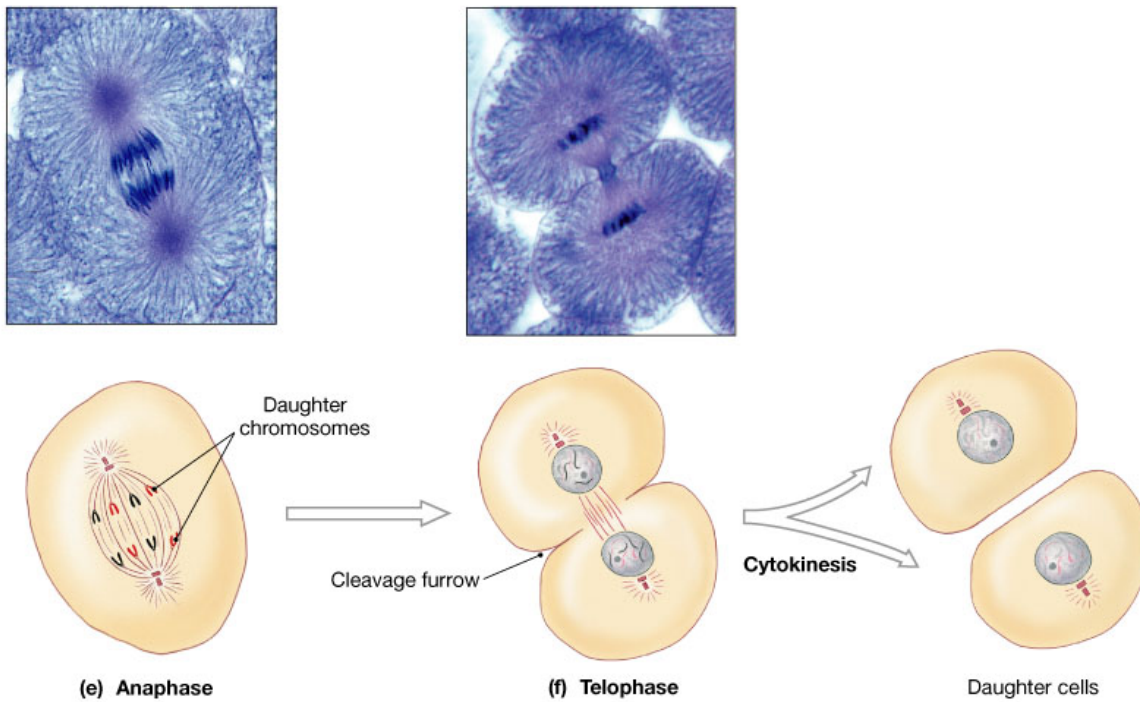 Daughter
chromosomes
Cleavage furrow
Cytokinesis
(e) Anaphase
(f) Telophase
Daughter cells